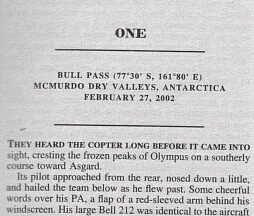 ONE
BULL PASS (77°30' S, 161°80' E)
MCMURDO DRY VALLEYS, ANTARCTICA
FEBRUARY 27, 2002
THEY HEARD THE COPTER LONG BEFORE IT CAME INTO
sight, cresting the frozen peaks of Olympus on a southerly
course toward Asgard.
Its pilot approached from the rear, nosed down a little,
and hailed the team below as he flew past. Some cheerful
words over his PA, a flap of a red-sleeved arm behind his
windscreen. His large Bell 212 was identical to the aircraft